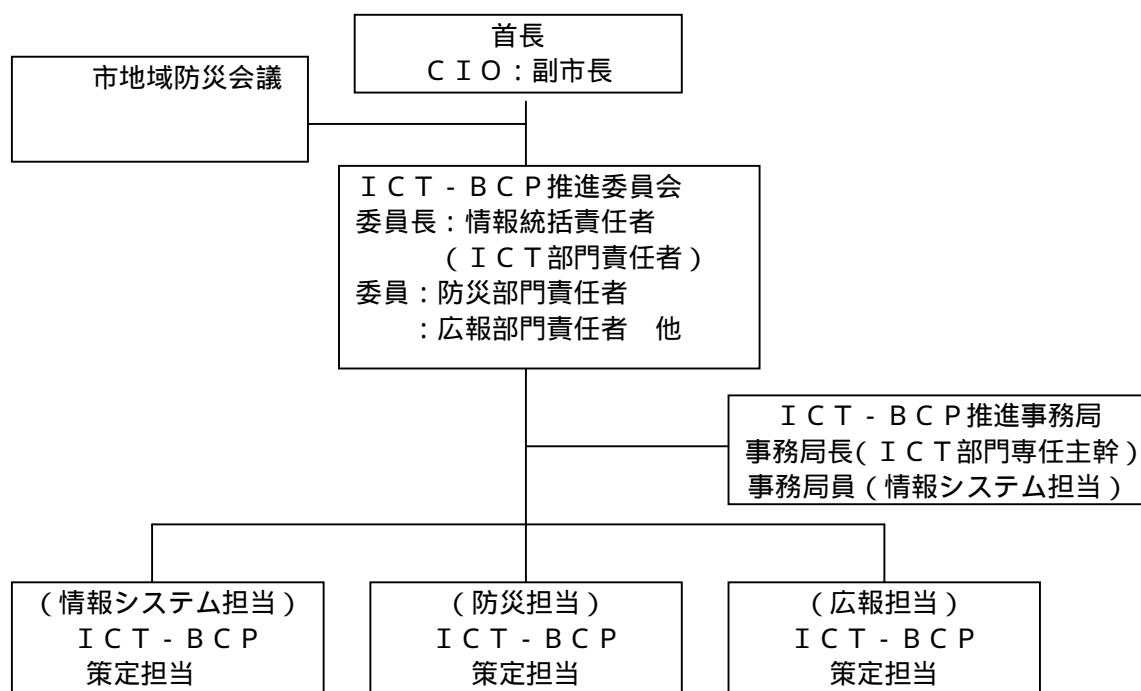 首長
ＣＩＯ：副市長
市地域防災会議
ＩＣＴ‐ＢＣＰ推進委員会
委員長：情報統括責任者
（ＩＣＴ部門責任者）
委員：防災部門責任者
：広報部門責任者　他
ＩＣＴ‐ＢＣＰ推進事務局
事務局長（ＩＣＴ部門専任主幹）
事務局員（情報システム担当）
（情報システム担当）
ＩＣＴ‐ＢＣＰ
策定担当
（防災担当）
ＩＣＴ‐ＢＣＰ
策定担当
（広報担当）
ＩＣＴ‐ＢＣＰ
策定担当